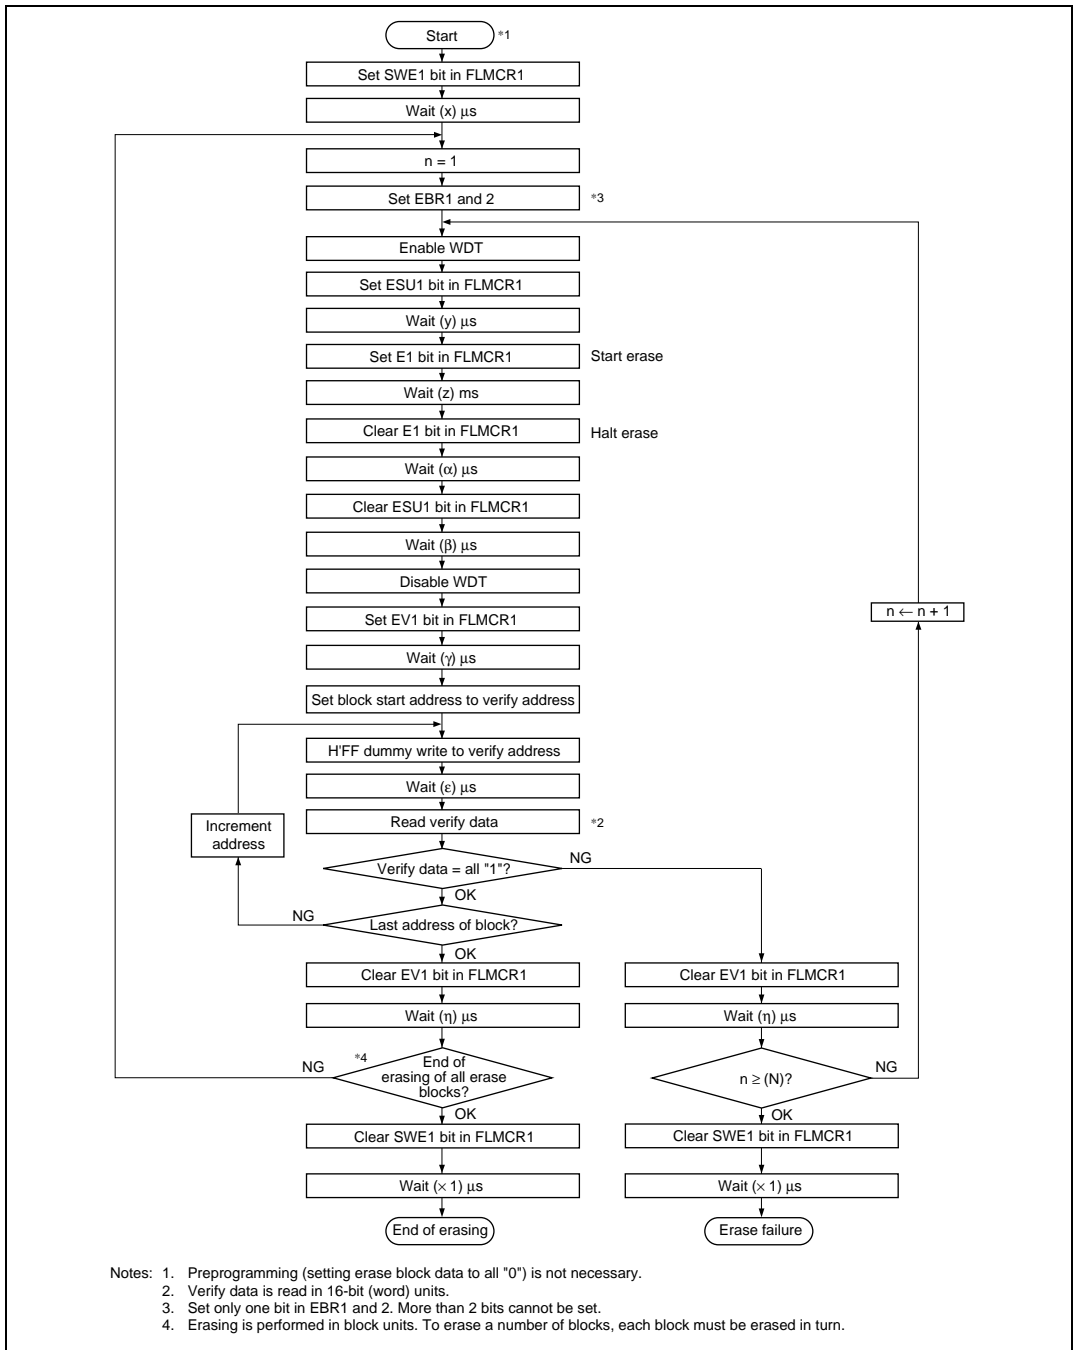 Start *1
Set SWE1 bit in FLMCR1
Wait (x) μs
n = 1
Set EBR1 and 2 *3
Enable WDT
Set ESU1 bit in FLMCR1
Wait (y) μs
Set E1 bit in FLMCR1 Start erase
Wait (z) ms
Clear E1 bit in FLMCR1 Halt erase
Wait (α) μs
Clear ESU1 bit in FLMCR1
Wait (β) μs
Disable WDT
n ← n + 1
Set EV1 bit in FLMCR1
Wait (γ) μs
Set block start address to verify address
H'FF dummy write to verify address
Wait (ε) μs
Increment
address
Read verify data *2
Verify data = all "1"? NG
OK
NG Last address of block?
OK
Clear EV1 bit in FLMCR1 Clear EV1 bit in FLMCR1
Wait (η) μs Wait (η) μs
NG *4 End of
erasing of all erase
blocks?
n ≥ (N)? NG
OK OK
Clear SWE1 bit in FLMCR1 Clear SWE1 bit in FLMCR1
Wait (× 1) μs Wait (× 1) μs
End of erasing Erase failure
Notes: 1. Preprogramming (setting erase block data to all "0") is not necessary.
2. Verify data is read in 16-bit (word) units.
3. Set only one bit in EBR1 and 2. More than 2 bits cannot be set.
4. Erasing is performed in block units. To erase a number of blocks, each block must be erased in turn.